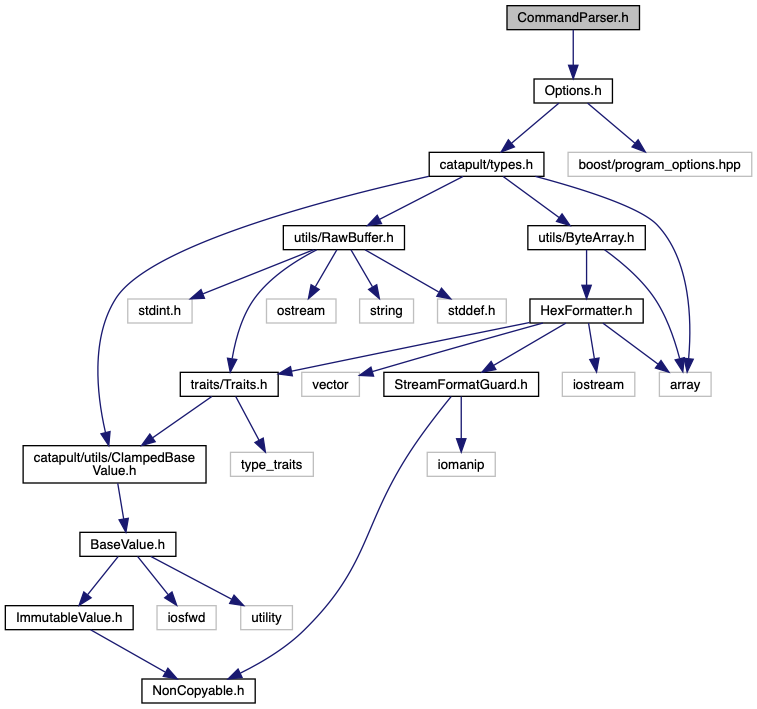 CommandParser.h
Options.h
catapult/types.h
boost/program_options.hpp
utils/RawBuffer.h
utils/ByteArray.h
stdint.h
ostream
string
stddef.h
HexFormatter.h
traits/Traits.h
vector
StreamFormatGuard.h
iostream
array
catapult/utils/ClampedBase
Value.h
type_traits
iomanip
BaseValue.h
ImmutableValue.h
iosfwd
utility
NonCopyable.h